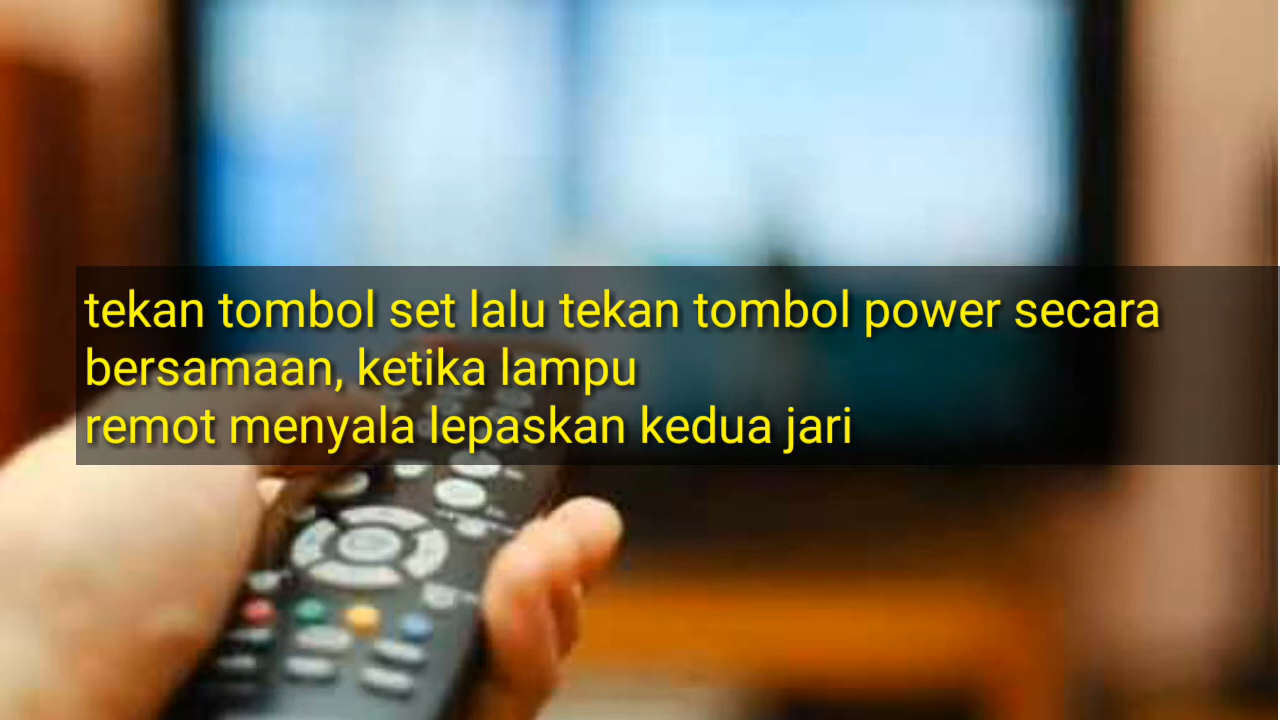 tekan tombol set lalu tekan tombol power secara
bersamaan, ketika lampu
remot menyala lepaskan kedua jari